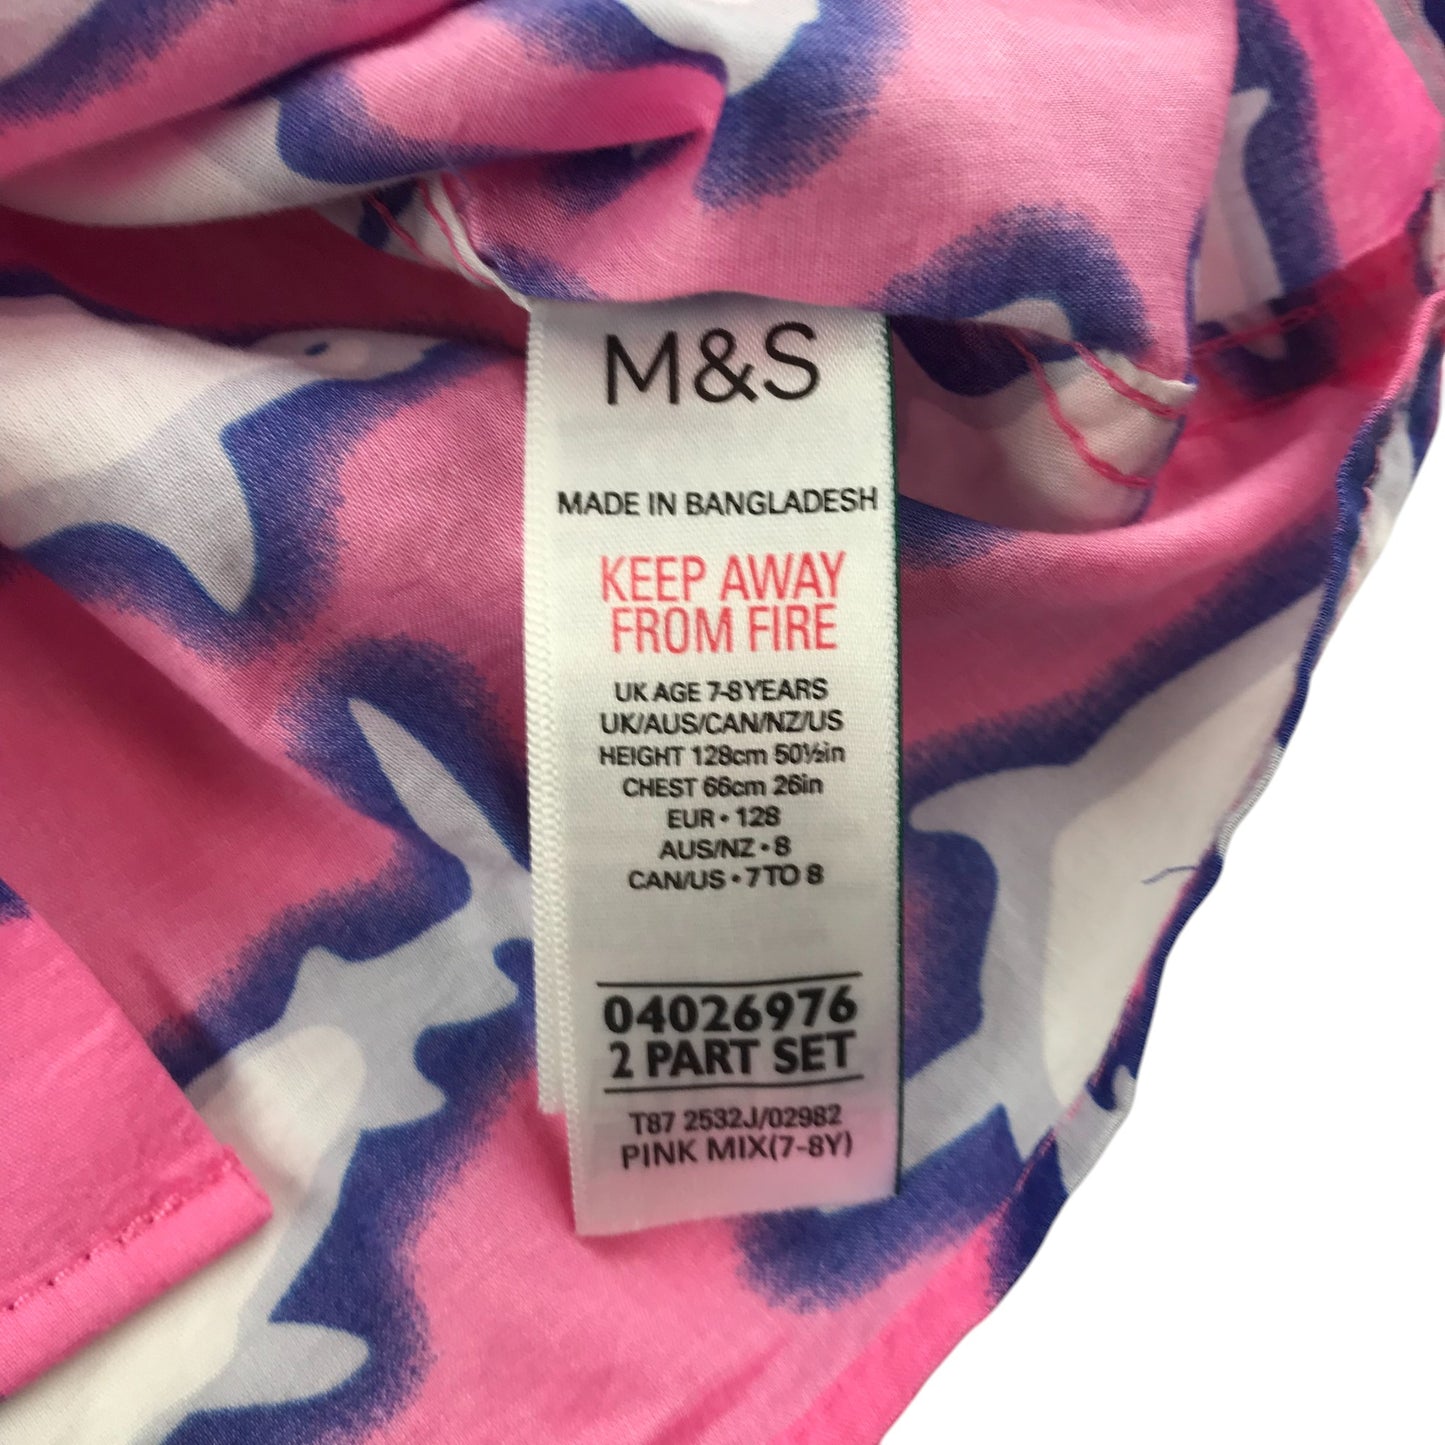 M&S
MADE IN BANGLADESH
KEEP AWAY
FROM FIRE
UK AGE 7-8 YEARS
UK/AUS/CAN/NZ/US
HEIGHT 128cm 50½in
CHEST 66cm 26in
EUR • 128
AUS/NZ • 8
CAN/US • 7 TO 8
04026976
2 PART SET
T87 2532J/02982
PINK MIX(7-8Y)